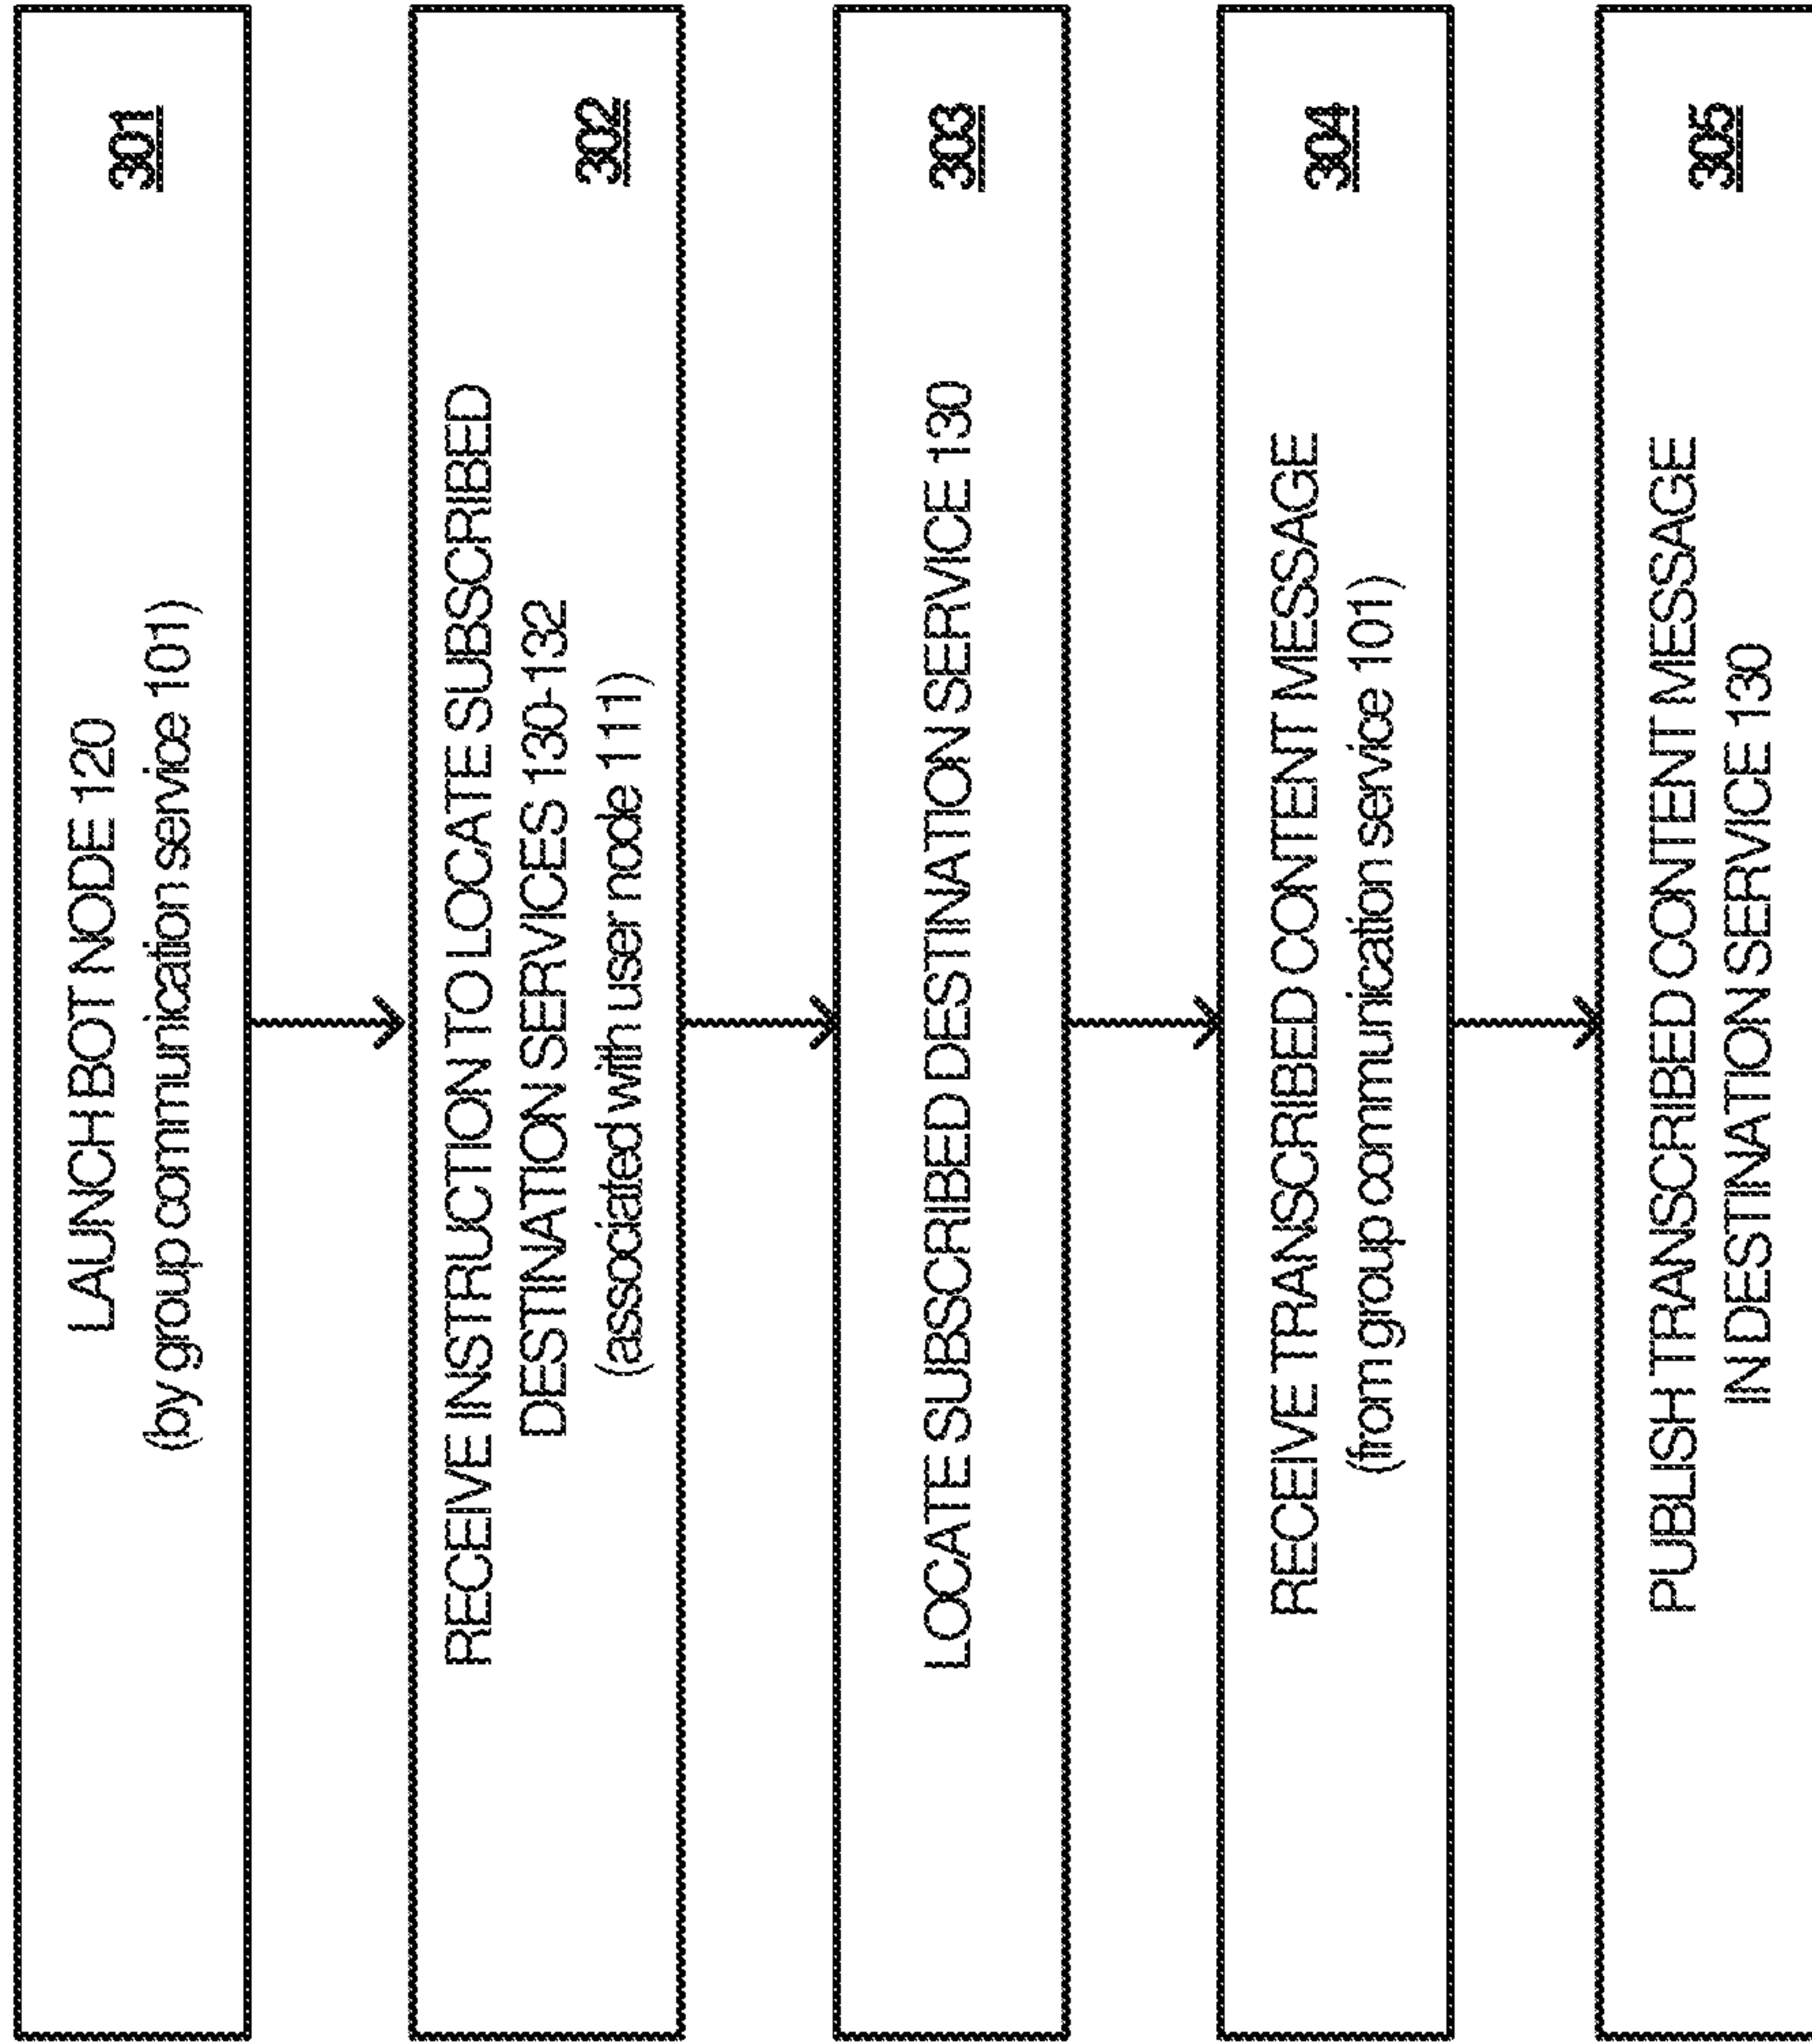 LAUNCH BOT NODE 120
(by group communication service 101)
301
RECEIVE INSTRUCTION TO LOCATE SUBSCRIBED
DESTINATION SERVICES 130-132
(associated with user node 111)
302
LOCATE SUBSCRIBED DESTINATION SERVICE 130
303
RECEIVE TRANSCRIBED CONTENT MESSAGE
(from group communication service 101)
304
PUBLISH TRANSCRIBED CONTENT MESSAGE
IN DESTINATION SERVICE 130
305